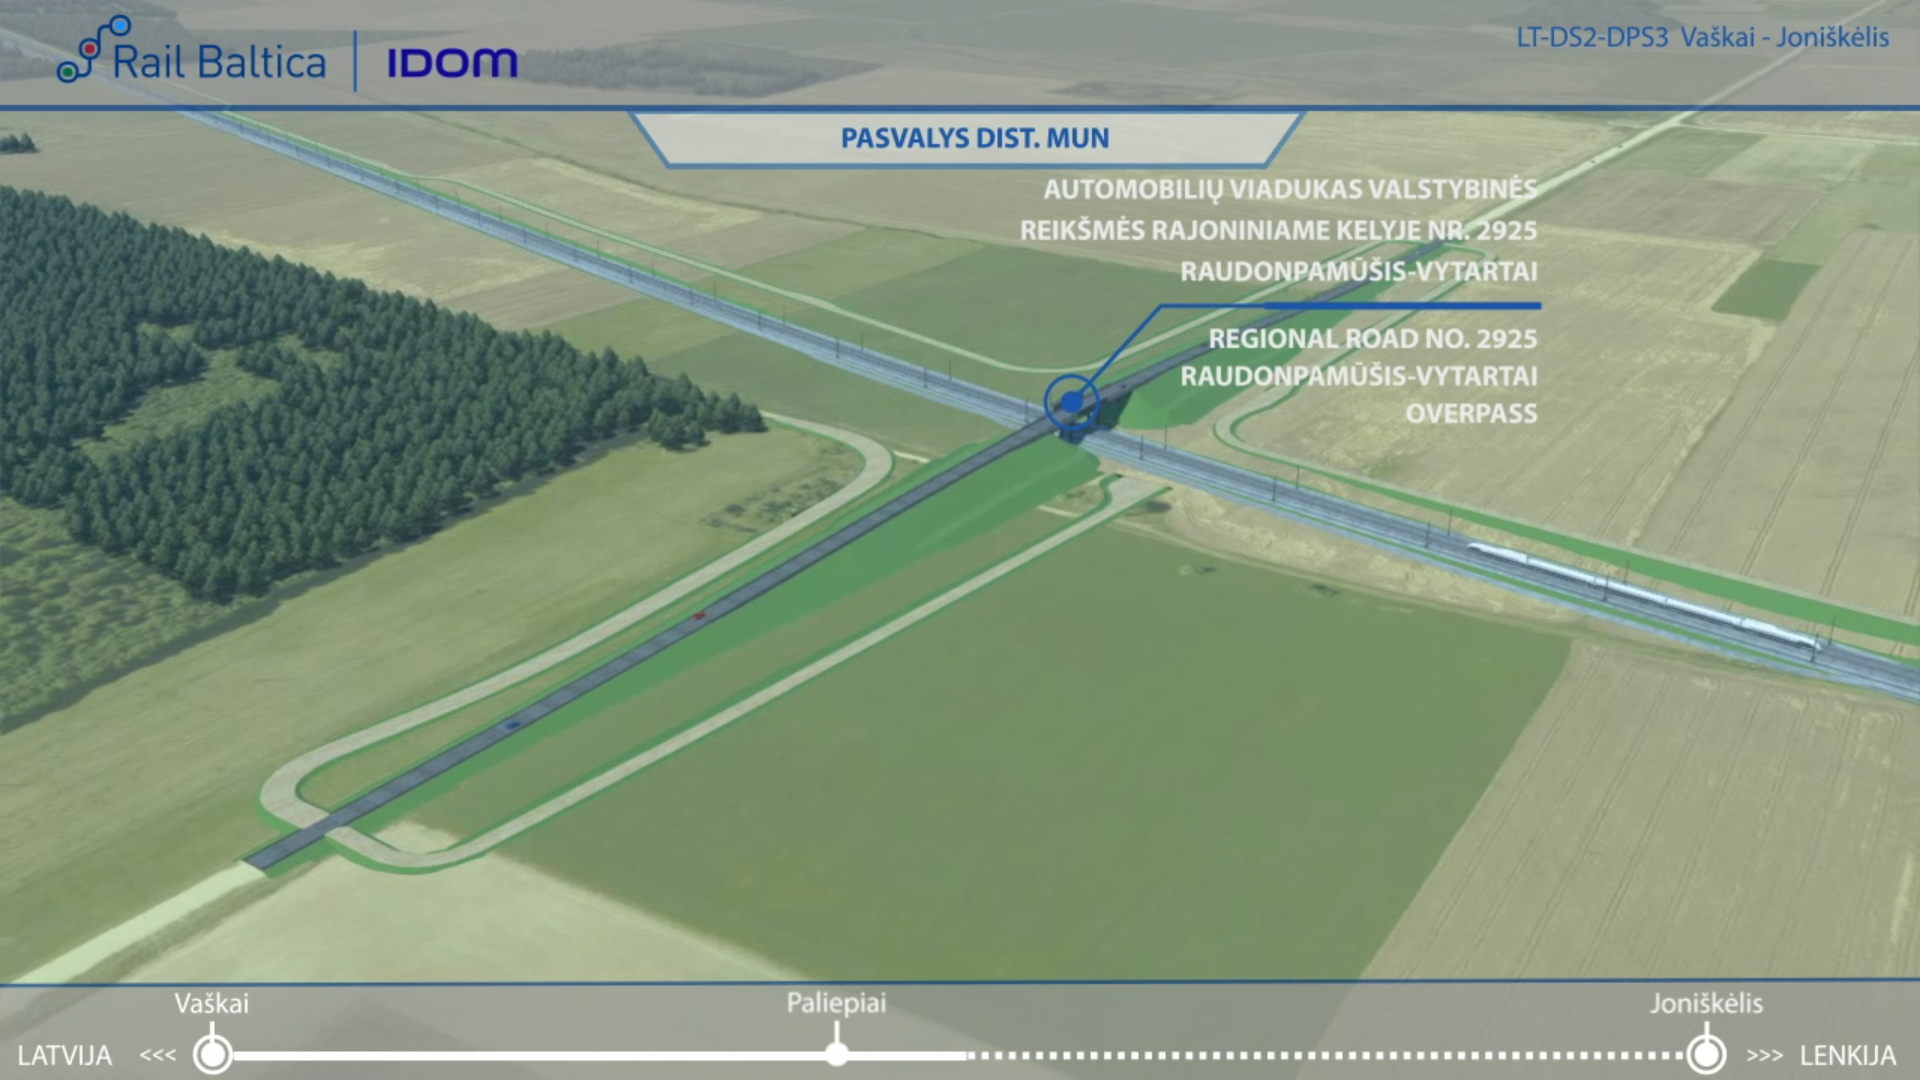 Rail Baltica
IDOM
LT-DS2-DPS3 Vaškai - Joniškėlis
PASVALYS DIST. MUN
AUTOMOBILIŲ VIADUKAS VALSTYBINĖS
REIKŠMĖS RAJONINIAME KELYJE NR. 2925
RAUDONPAMŪŠIS-VYTARTAI
REGIONAL ROAD NO. 2925
RAUDONPAMŪŠIS-VYTARTAI
OVERPASS
Vaškai
Paliepiai
Joniškėlis
LATVIJA <<<
>>> LENKIJA